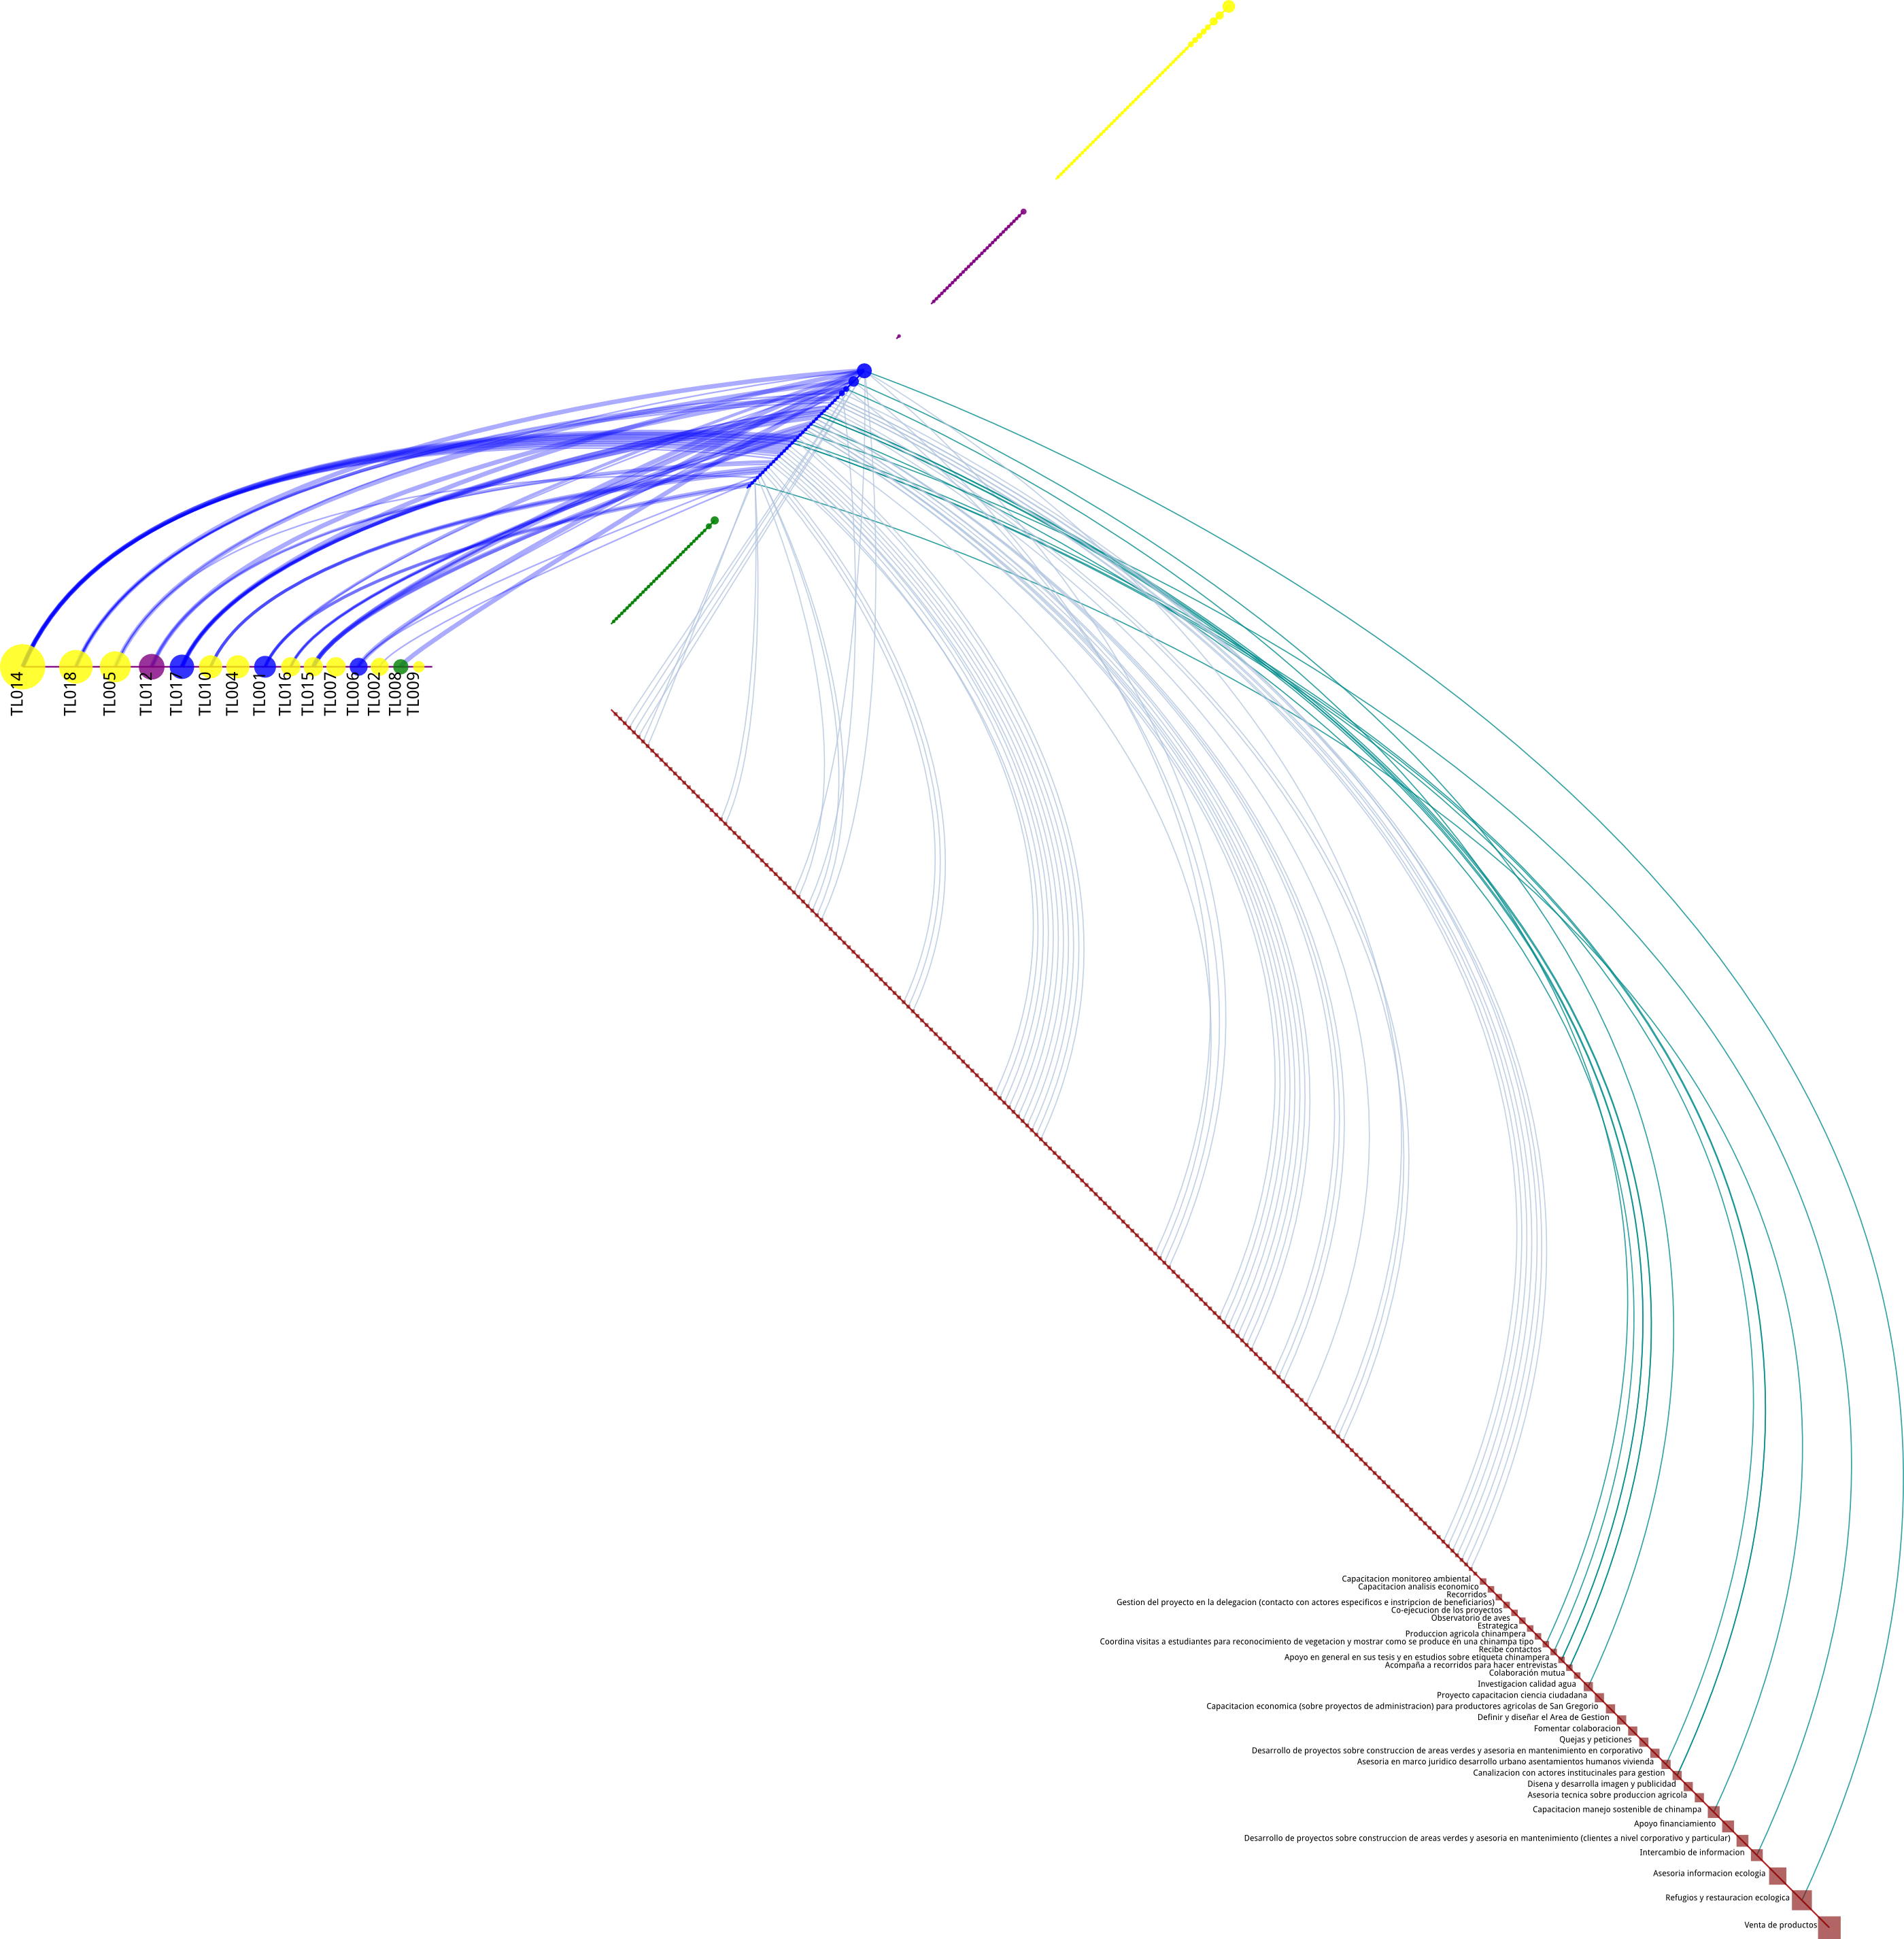 TL014
TL018
TL005
TL012
TL017
TL010
TL004
TL001
TL016
TL015
TL007
TL006
TL002
TL008
TL009
Capacitacion monitoreo ambiental
Capacitacion analisis economico
Recorridos
Gestion del proyecto en la delegacion (contacto con actores especificos e instripcion de beneficiarios)
Co-ejecucion de los proyectos
Observatorio de aves
Estrategica
Produccion agricola chinampera
Coordina visitas a estudiantes para reconocimiento de vegetacion y mostrar como se produce en una chinampa tipo
Recibe contactos
Apoyo en general en sus tesis y en estudios sobre etiqueta chinampera
Acompaña a recorridos para hacer entrevistas
Colaboración mutua
Investigacion calidad agua
Proyecto capacitacion ciencia ciudadana
Capacitacion economica (sobre proyectos de administracion) para productores agricolas de San Gregorio
Definir y diseñar el Area de Gestion
Fomentar colaboracion
Quejas y peticiones
Desarrollo de proyectos sobre construccion de areas verdes y asesoria en mantenimiento en corporativo
Asesoria en marco juridico desarrollo urbano asentamientos humanos vivienda
Canalizacion con actores institucinales para gestion
Disena y desarrolla imagen y publicidad
Asesoria tecnica sobre produccion agricola
Capacitacion manejo sostenible de chinampa
Apoyo financiamiento
Desarrollo de proyectos sobre construccion de areas verdes y asesoria en mantenimiento (clientes a nivel corporativo y particular)
Intercambio de informacion
Asesoria informacion ecologia
Refugios y restauracion ecologica
Venta de productos